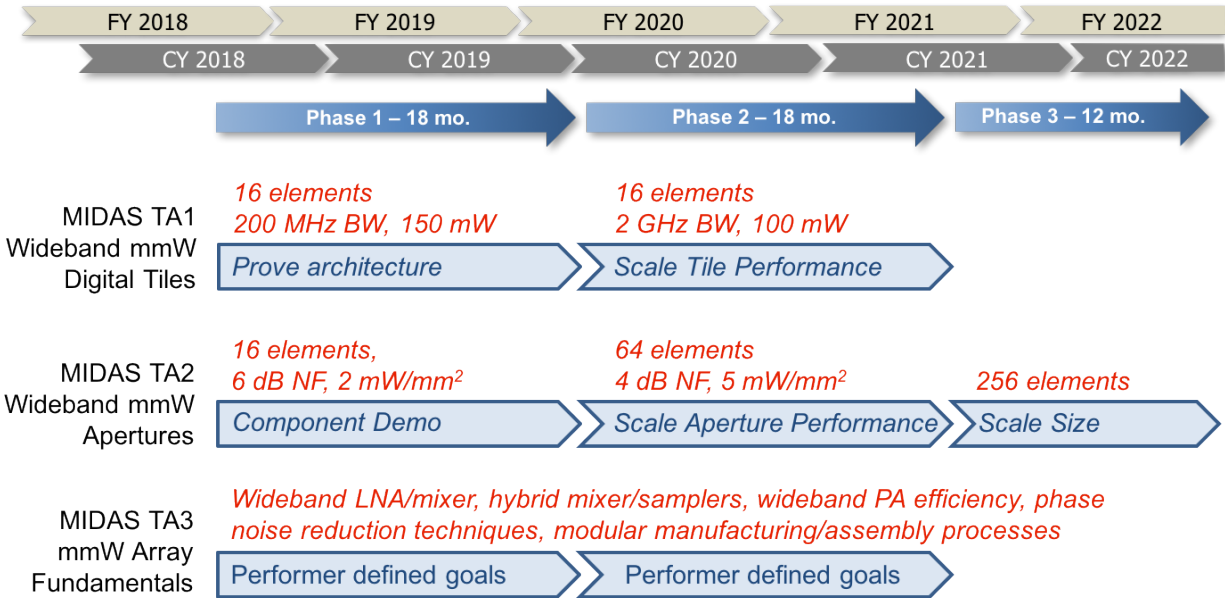 FY 2018 FY 2019 FY 2020 FY 2021 FY 2022
CY 2018 CY 2019 CY 2020 CY 2021 CY 2022
Phase 1 – 18 mo. Phase 2 – 18 mo. Phase 3 – 12 mo.
MIDAS TA1
Wideband mmW
Digital Tiles
16 elements
200 MHz BW, 150 mW
Prove architecture
16 elements
2 GHz BW, 100 mW
Scale Tile Performance
MIDAS TA2
Wideband mmW
Apertures
16 elements,
6 dB NF, 2 mW/mm²
Component Demo
64 elements
4 dB NF, 5 mW/mm²
Scale Aperture Performance
256 elements
Scale Size
MIDAS TA3
mmW Array
Fundamentals
Wideband LNA/mixer, hybrid mixer/samplers, wideband PA efficiency, phase
noise reduction techniques, modular manufacturing/assembly processes
Performer defined goals
Performer defined goals